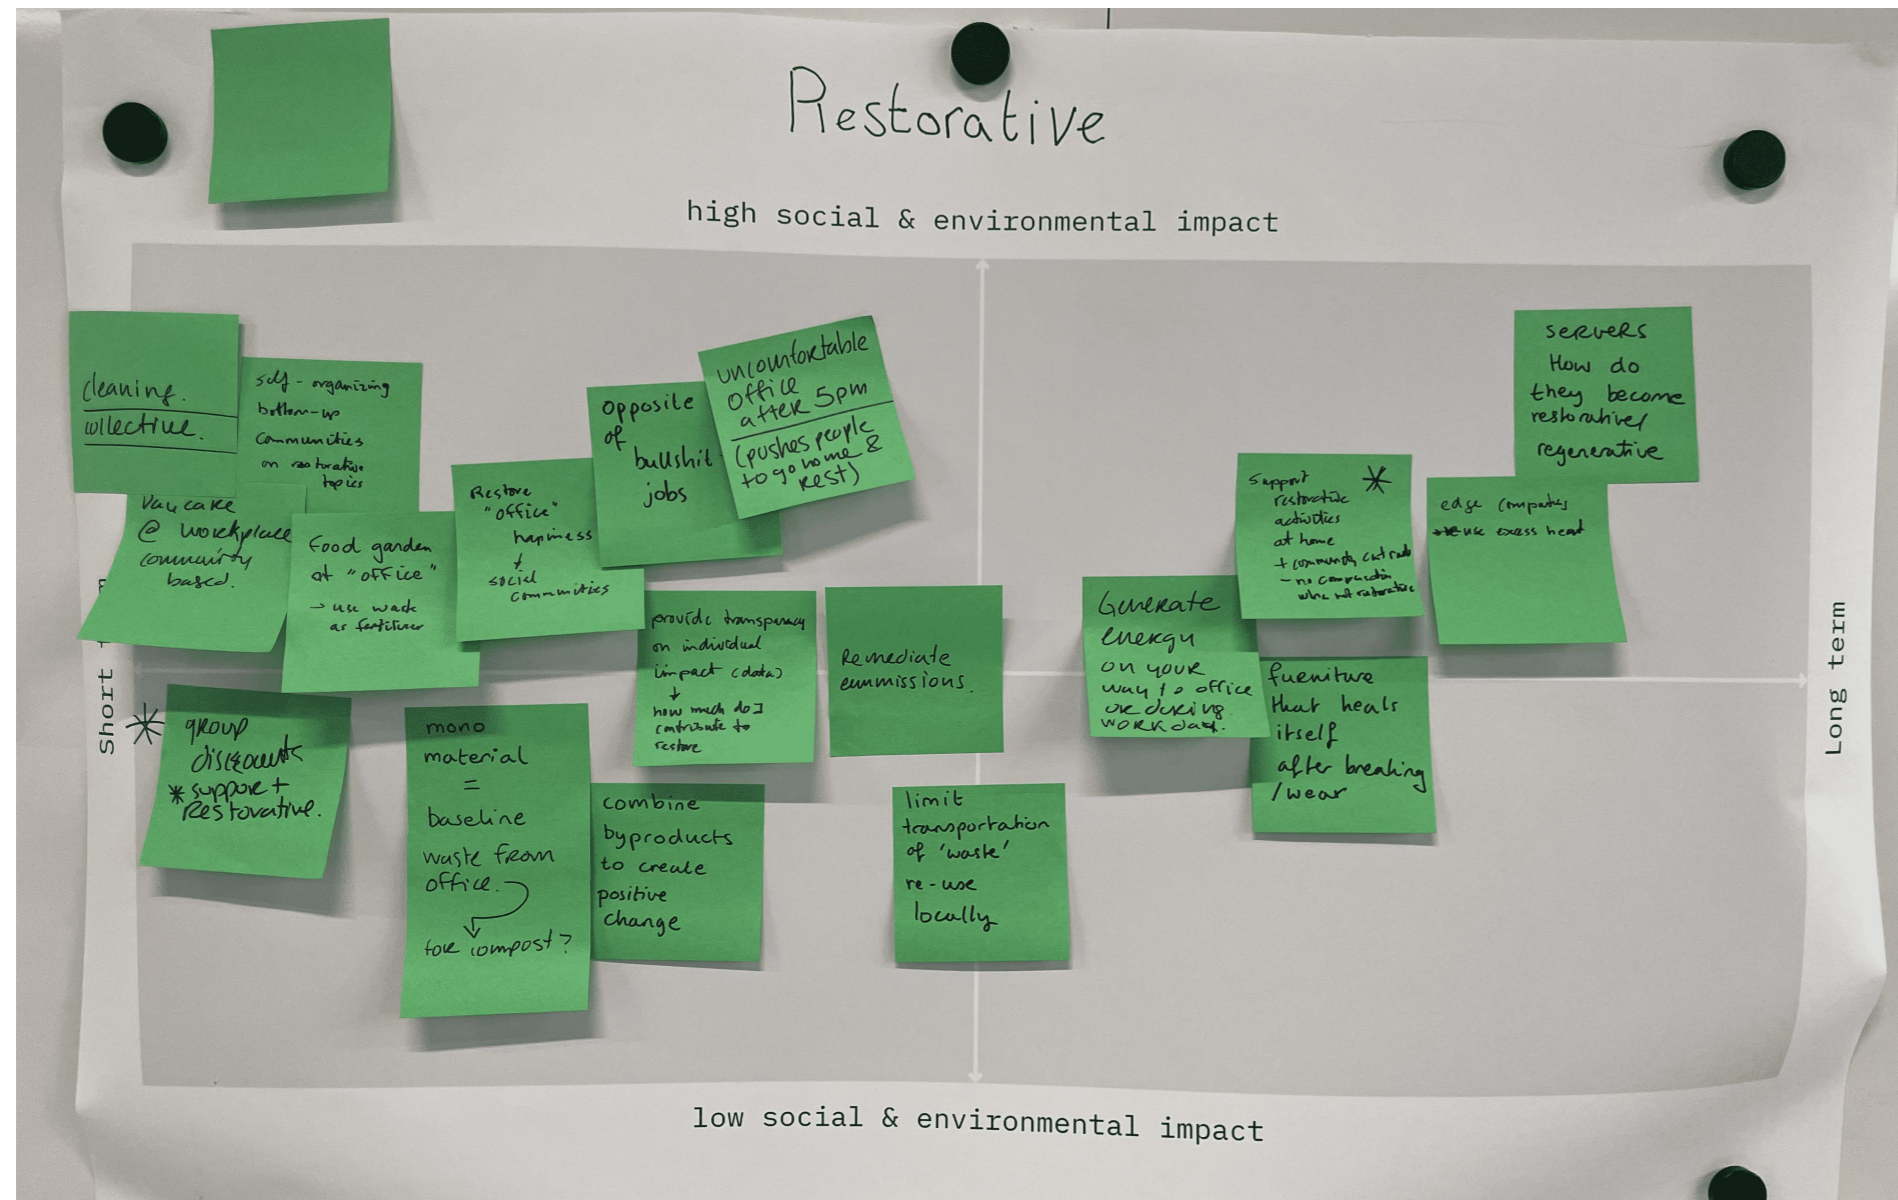 Restorative
high social & environmental impact
cleaning.
collective.
self-organizing
bottom-up
communities
on restorative
topics
Daycare
@ workplace
community
based.
Food garden
at "office"
→ use waste
as fertilizer
Restore
"office"
happiness
↓
social
communities
opposite
of
bullshit
jobs
uncomfortable
office
after 5pm
(pushes people
to go home &
rest)
provide transparency
on individual
impact (data)
↓
how much do I
contribute to
restore
Remediate
emmissions.
Generate
energy
on your
way to office
or during
workday.
Support
restorative
activities
at home
+ community
- no
when not restorative
edge
use excess heat
servers
How do
they become
restorative/
regenerative
furniture
that heals
itself
after breaking
/wear
Short
Long term
group
* support
Restorative.
mono
material
=
baseline
waste from
office.
for compost?
combine
byproducts
to create
positive
change
limit
transportation
of 'waste'
re-use
locally
low social & environmental impact